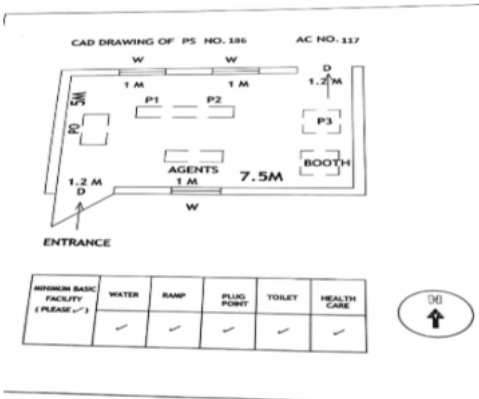 CAD DRAWING OF PS NO. 186 AC NO. 117
W W D
1 M 1 M 1.2 M
5M
P1 P2
P3
PO
AGENTS BOOTH
1.2 M 1 M 7.5M
D
W
ENTRANCE
MINIMUM BASIC FACILITY ( PLEASE ✓ ) WATER RAMP PLUG POINT TOILET HEALTH CARE
✓ ✓ ✓ ✓ ✓
N